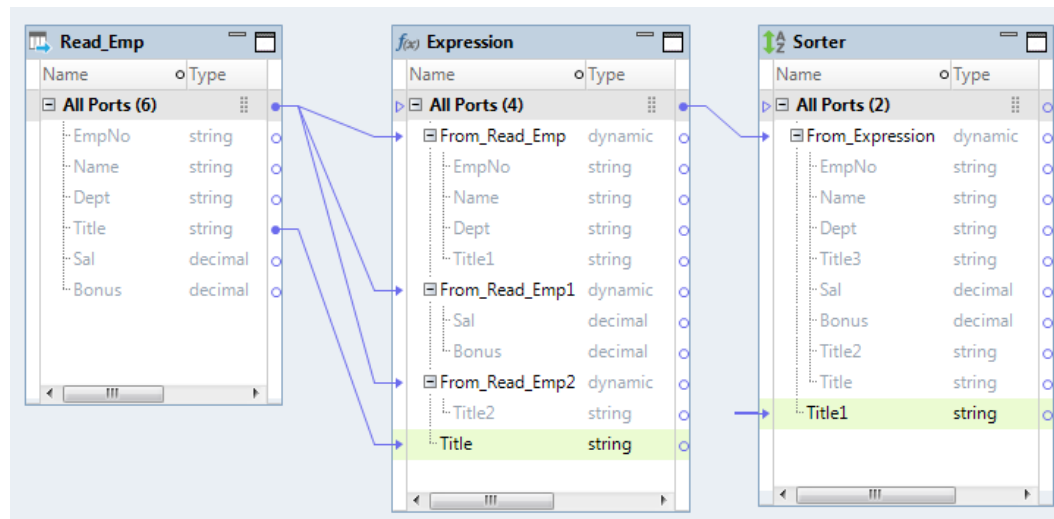 Read_Emp
Name Type
All Ports (6)
EmpNo string
Name string
Dept string
Title string
Sal decimal
Bonus decimal
f(x) Expression
Name Type
All Ports (4)
From_Read_Emp dynamic
EmpNo string
Name string
Dept string
Title1 string
From_Read_Emp1 dynamic
Sal decimal
Bonus decimal
From_Read_Emp2 dynamic
Title2 string
Title string
A Z Sorter
Name Type
All Ports (2)
From_Expression dynamic
EmpNo string
Name string
Dept string
Title3 string
Sal decimal
Bonus decimal
Title2 string
Title string
Title1 string